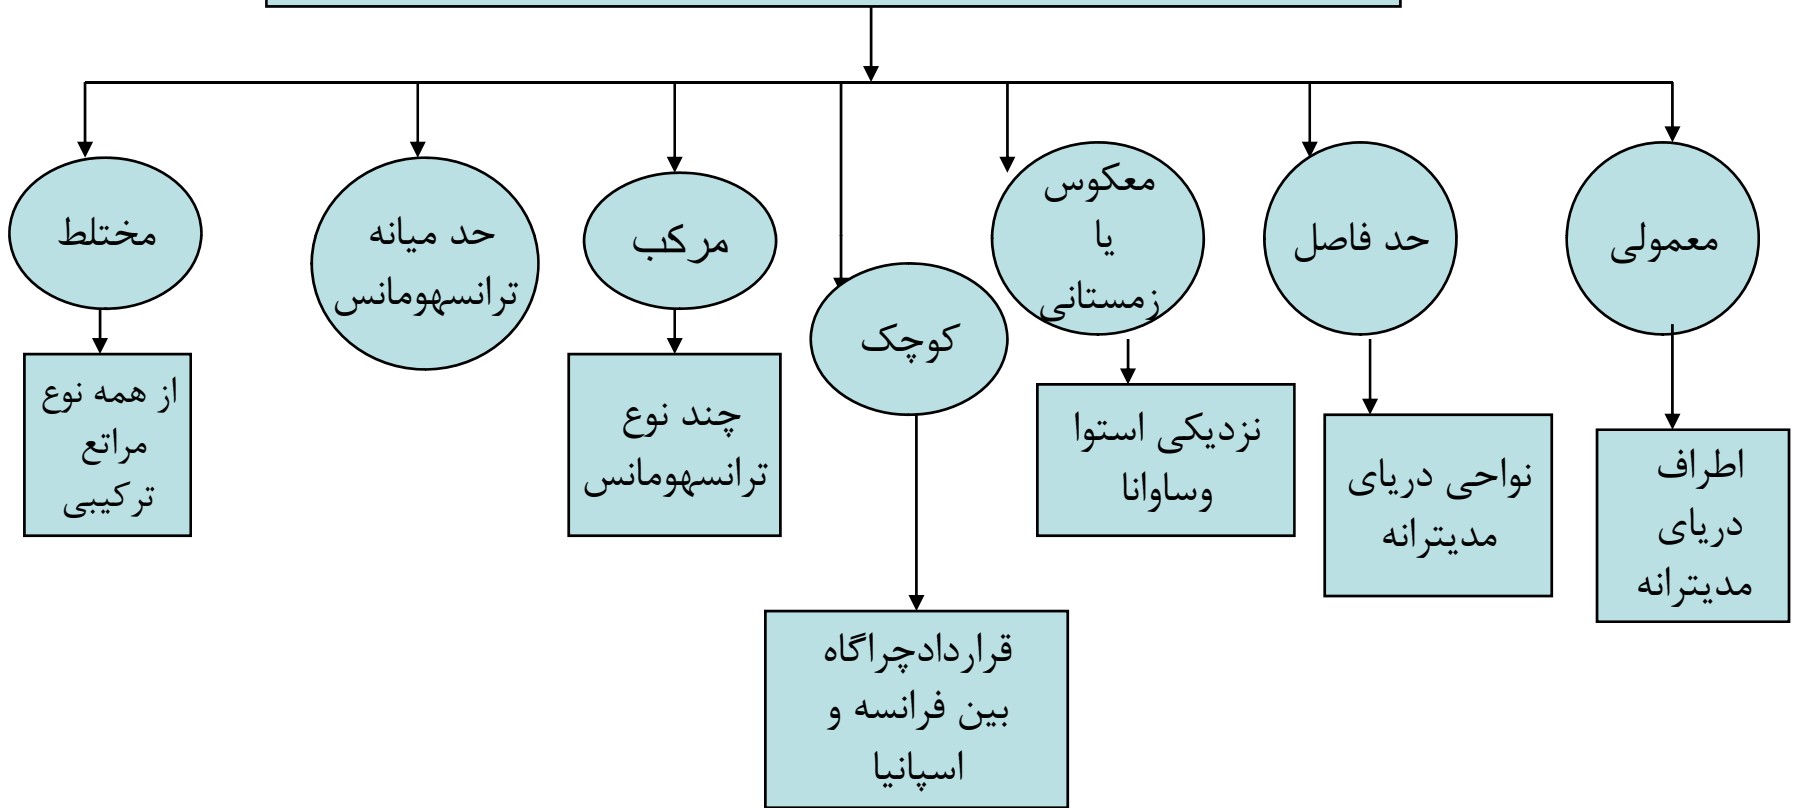 معمولی
حد فاصل
معکوس
یا
زمستانی
کوچک
مرکب
حد میانه
ترانسهومانس
مختلط
اطراف
دریای
مدیترانه
نواحی دریای
مدیترانه
نزدیکی استوا
وساوانا
قراردادچراگاه
بین فرانسه و
اسپانیا
چند نوع
ترانسهومانس
از همه نوع
مراتع
ترکیبی